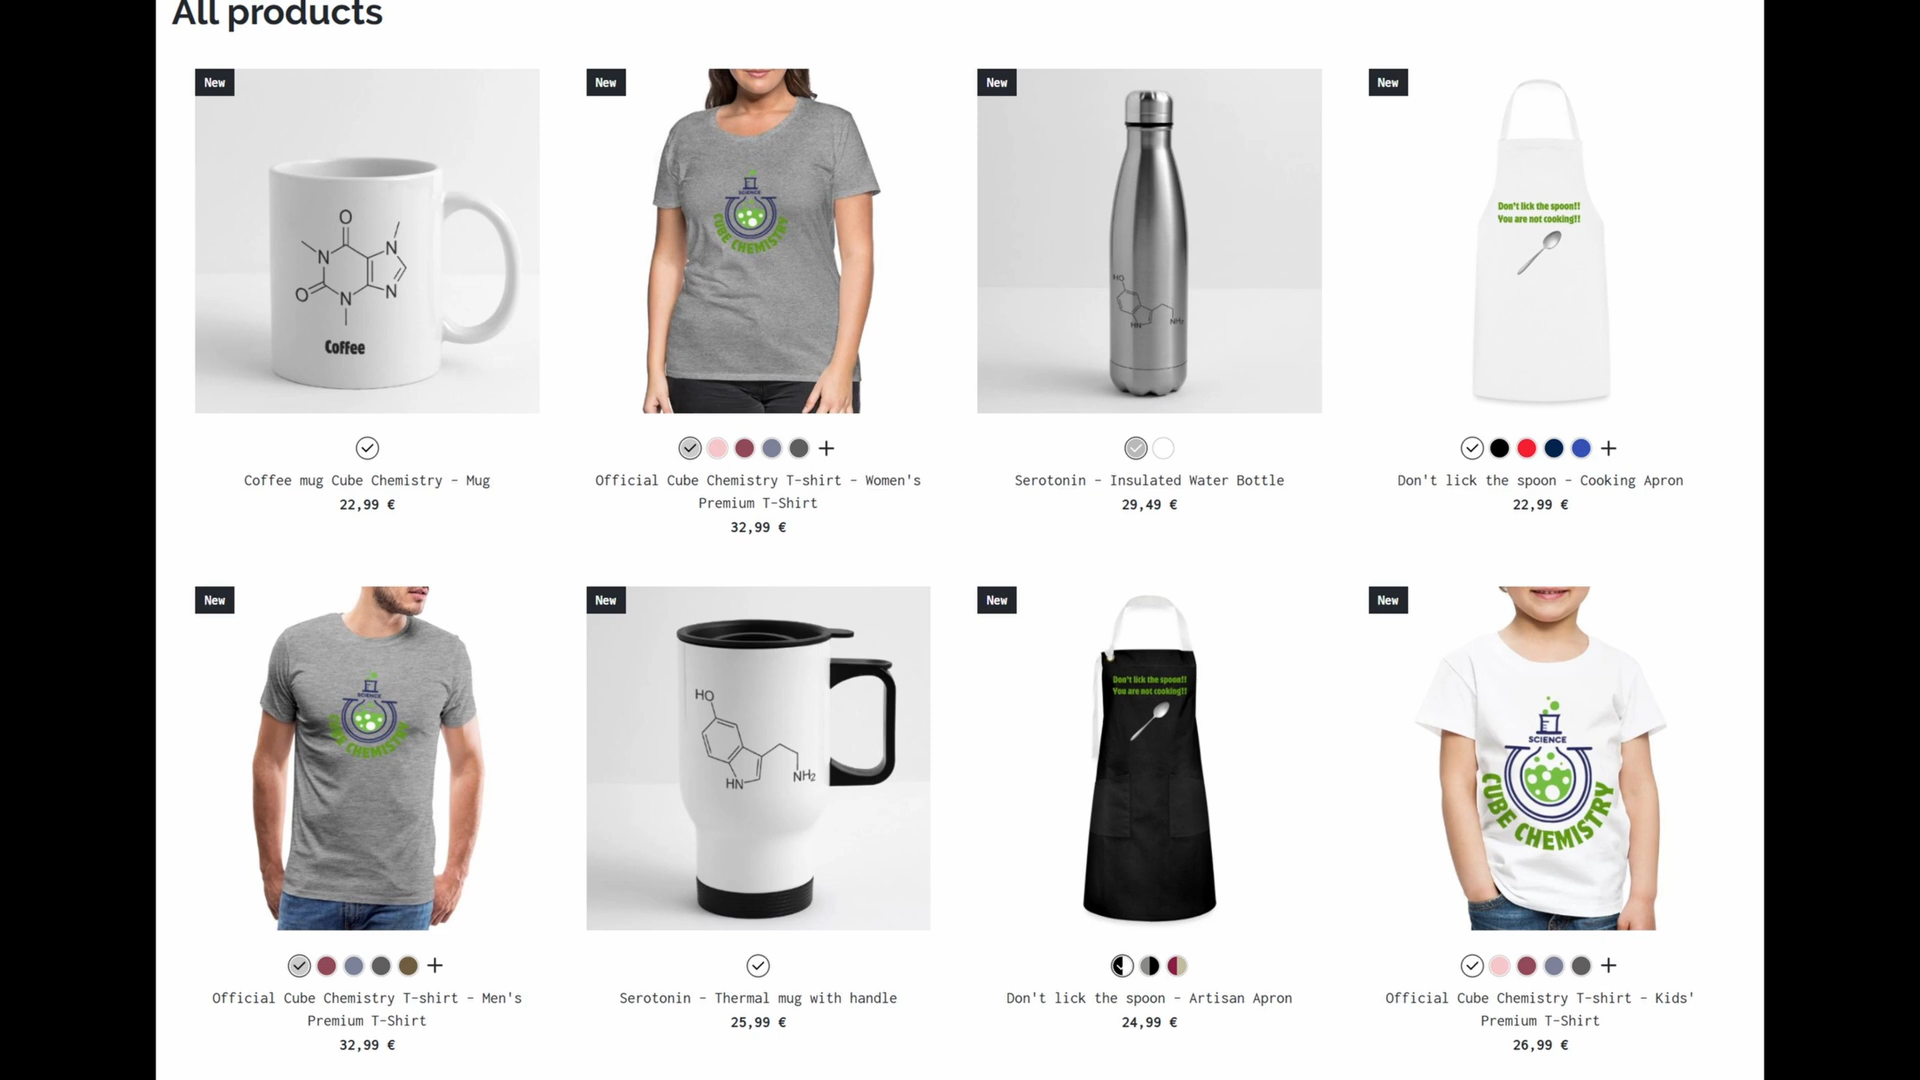 All products
New
New
New
New
O
N
N
O
N
N
Coffee
SCIENCE
CUBE CHEMISTRY
HO
HN
NH₂
Don't lick the spoon!!
You are not cooking!!
Coffee mug Cube Chemistry - Mug
22,99 €
Official Cube Chemistry T-shirt - Women's
Premium T-Shirt
32,99 €
Serotonin - Insulated Water Bottle
29,49 €
Don't lick the spoon - Cooking Apron
22,99 €
New
New
New
New
SCIENCE
CUBE CHEMISTRY
HO
HN
NH₂
Don't lick the spoon!!
You are not cooking!!
SCIENCE
CUBE CHEMISTRY
Official Cube Chemistry T-shirt - Men's
Premium T-Shirt
32,99 €
Serotonin - Thermal mug with handle
25,99 €
Don't lick the spoon - Artisan Apron
24,99 €
Official Cube Chemistry T-shirt - Kids'
Premium T-Shirt
26,99 €